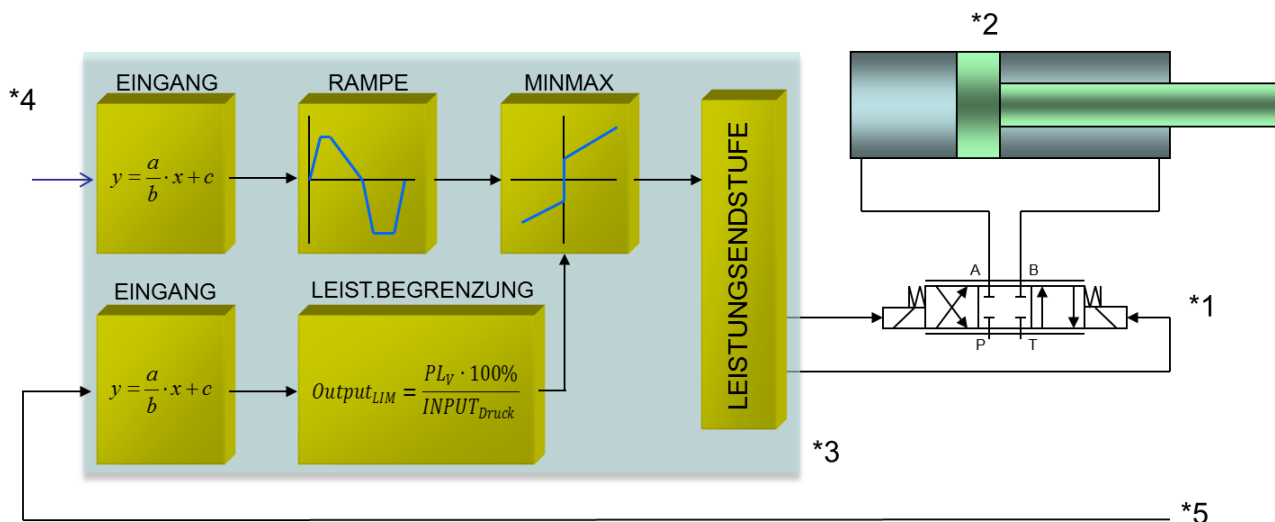 *2
EINGANG RAMPE MINMAX
*4
y = a/b · x + c
LEISTUNGSENDSTUFE
A B
*1
P T
EINGANG LEIST.BEGRENZUNG
y = a/b · x + c
Output_LIM = PL_V · 100% / INPUT_Druck
*3
*5